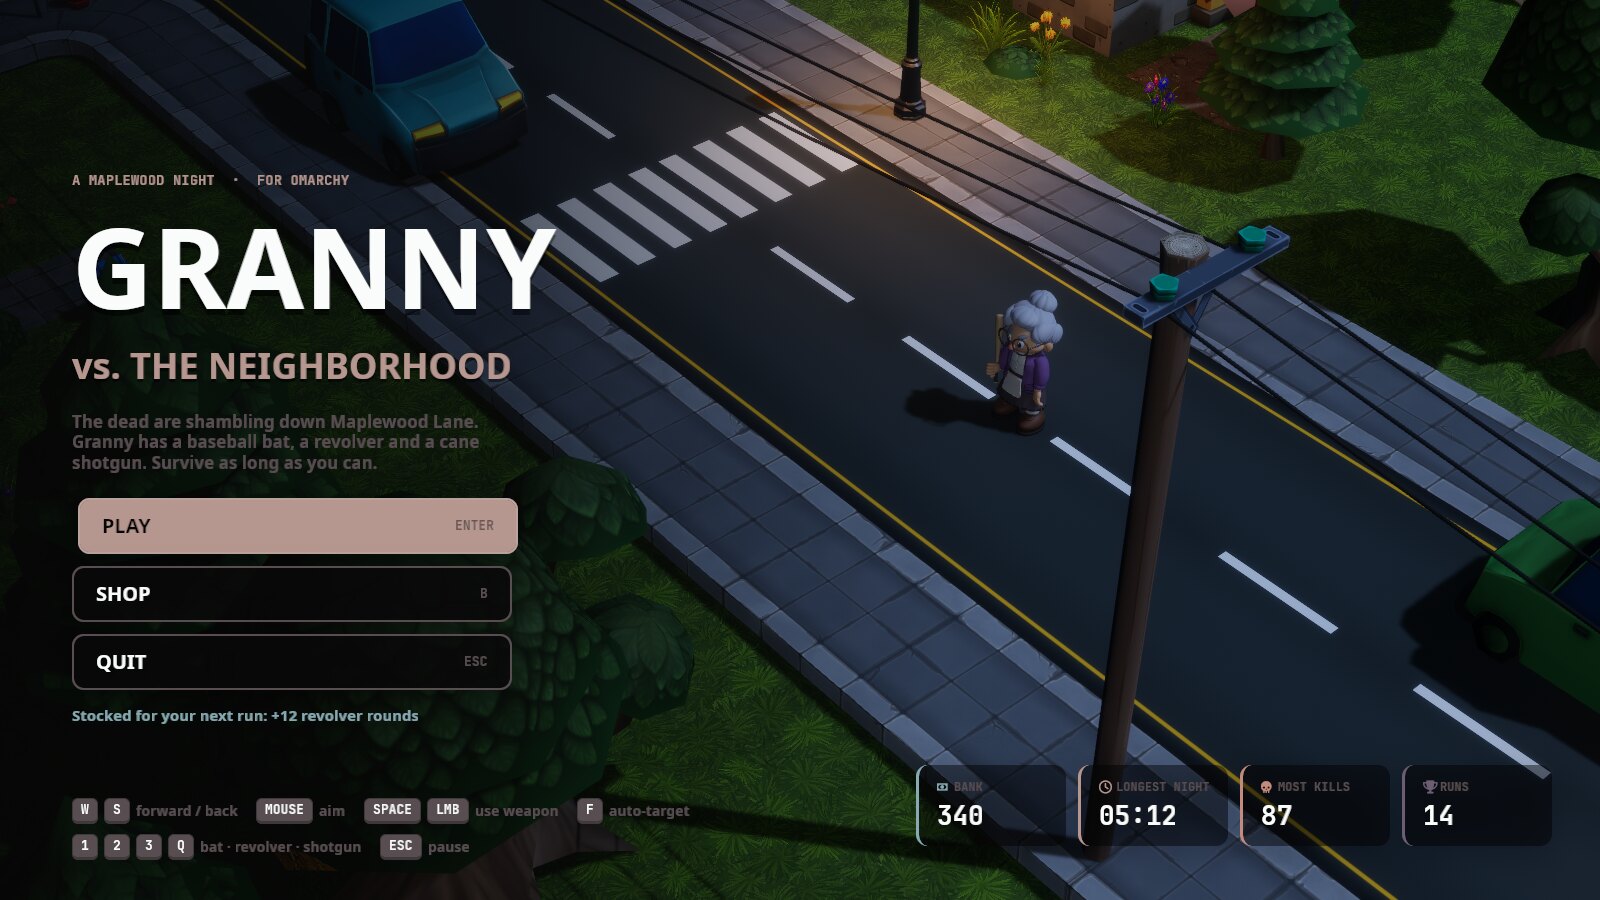 A MAPLEWOOD NIGHT · FOR OMARCHY
GRANNY
vs. THE NEIGHBORHOOD
The dead are shambling down Maplewood Lane.
Granny has a baseball bat, a revolver and a cane
shotgun. Survive as long as you can.
PLAY ENTER
SHOP B
QUIT ESC
Stocked for your next run: +12 revolver rounds
W S forward / back MOUSE aim SPACE LMB use weapon F auto-target
1 2 3 Q bat · revolver · shotgun ESC pause
BANK
340
LONGEST NIGHT
05:12
MOST KILLS
87
RUNS
14